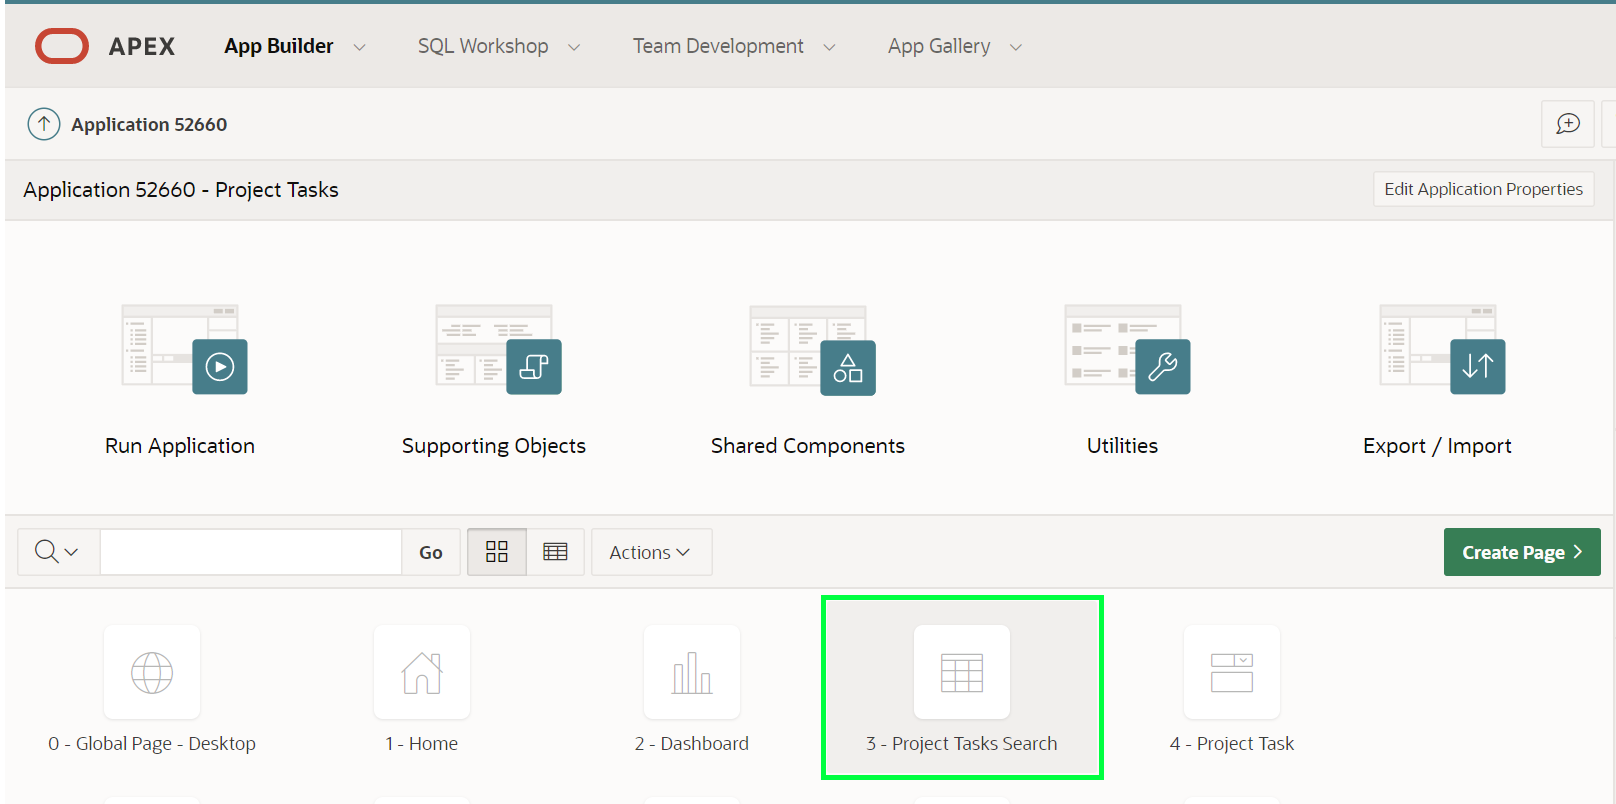 APEX App Builder SQL Workshop Team Development App Gallery
Application 52660
Application 52660 - Project Tasks Edit Application Properties
Run Application Supporting Objects Shared Components Utilities Export / Import
Go Actions Create Page
0 - Global Page - Desktop 1 - Home 2 - Dashboard 3 - Project Tasks Search 4 - Project Task